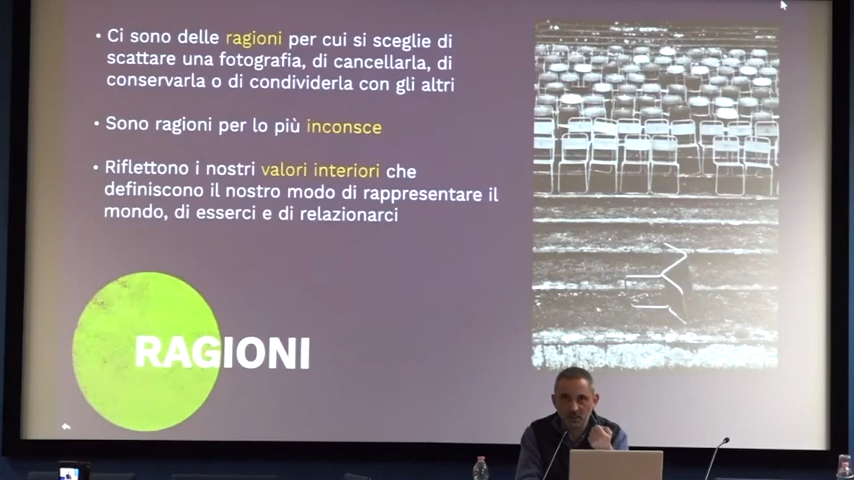 • Ci sono delle ragioni per cui si sceglie di
scattare una fotografia, di cancellarla, di
conservarla o di condividerla con gli altri
• Sono ragioni per lo più inconsce
• Riflettono i nostri valori interiori che
definiscono il nostro modo di rappresentare il
mondo, di esserci e di relazionarci
RAGIONI